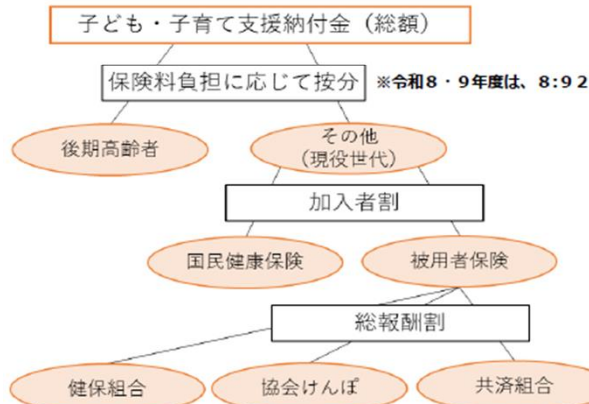 子ども・子育て支援納付金（総額）
保険料負担に応じて按分
※令和８・９年度は、８:９２
後期高齢者
その他
（現役世代）
加入者割
国民健康保険
被用者保険
総報酬割
健保組合
協会けんぽ
共済組合